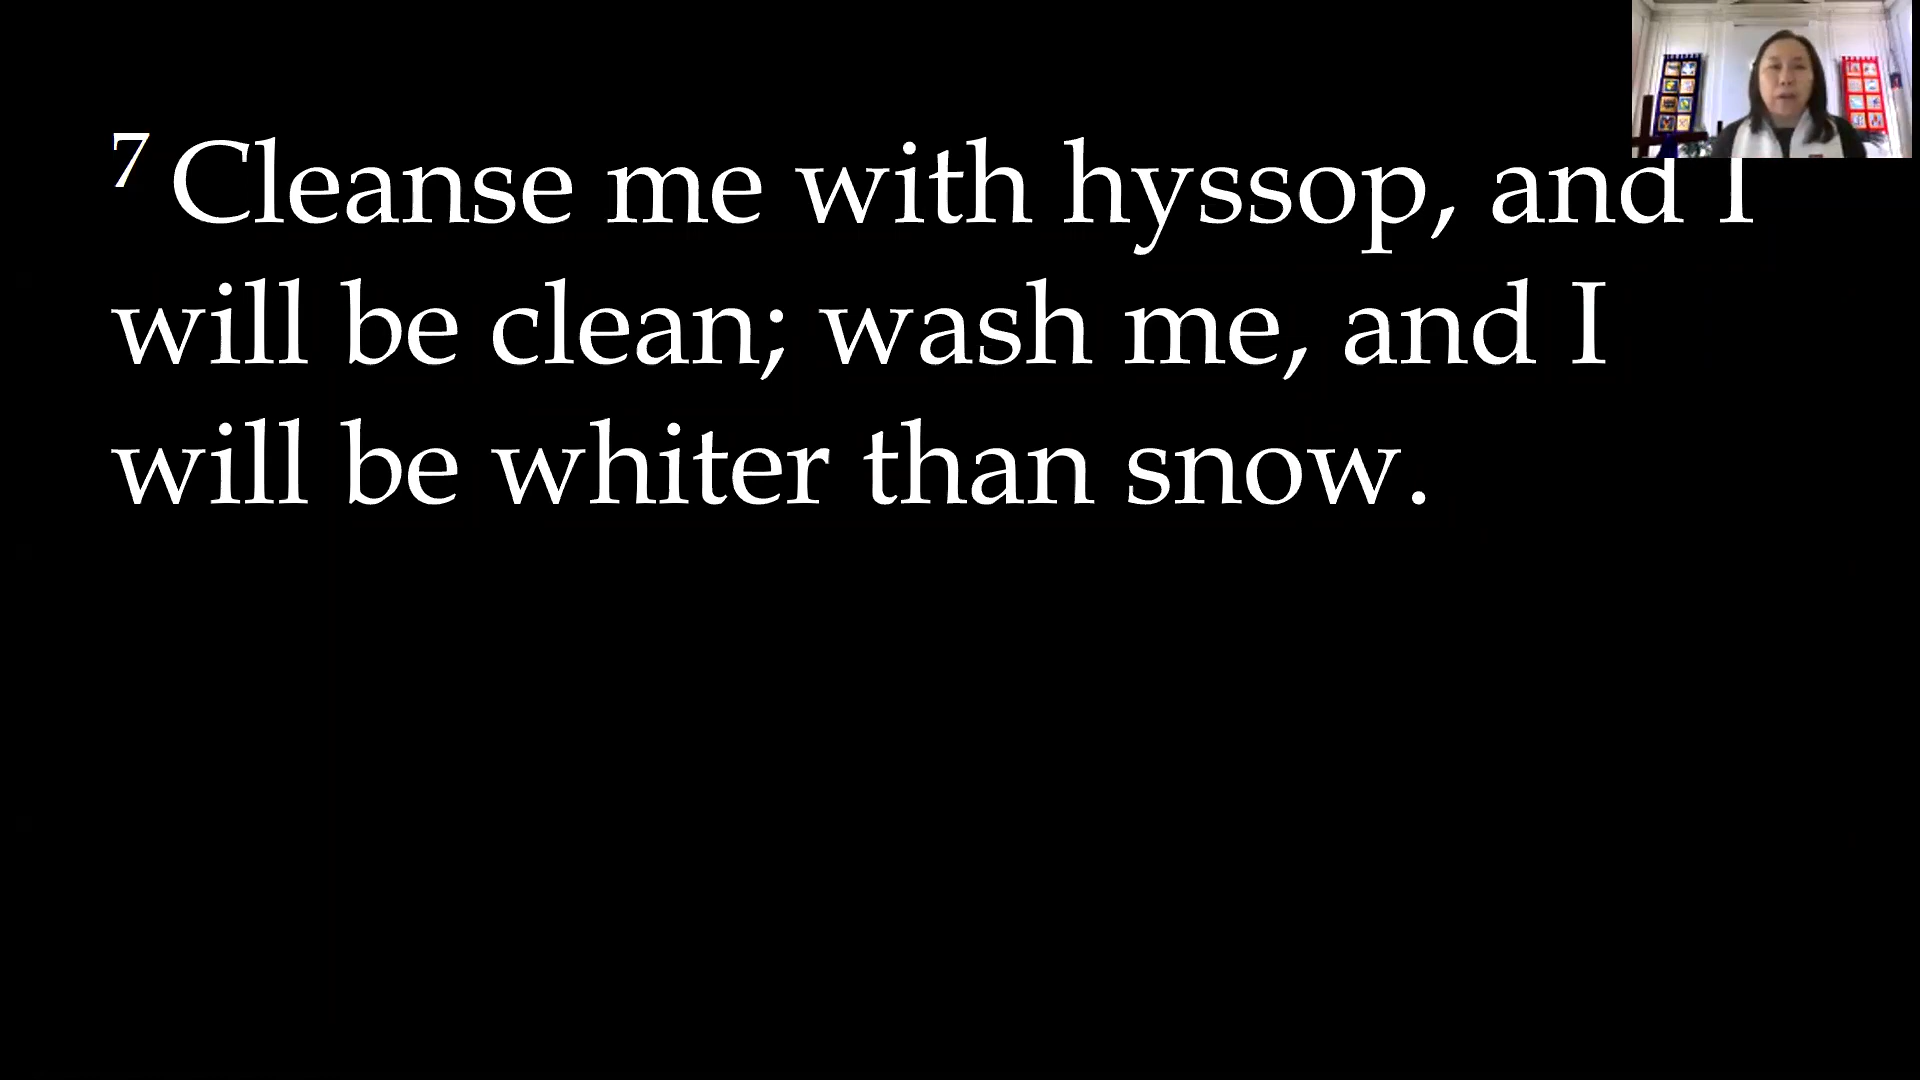 7 Cleanse me with hyssop, and I
will be clean; wash me, and I
will be whiter than snow.